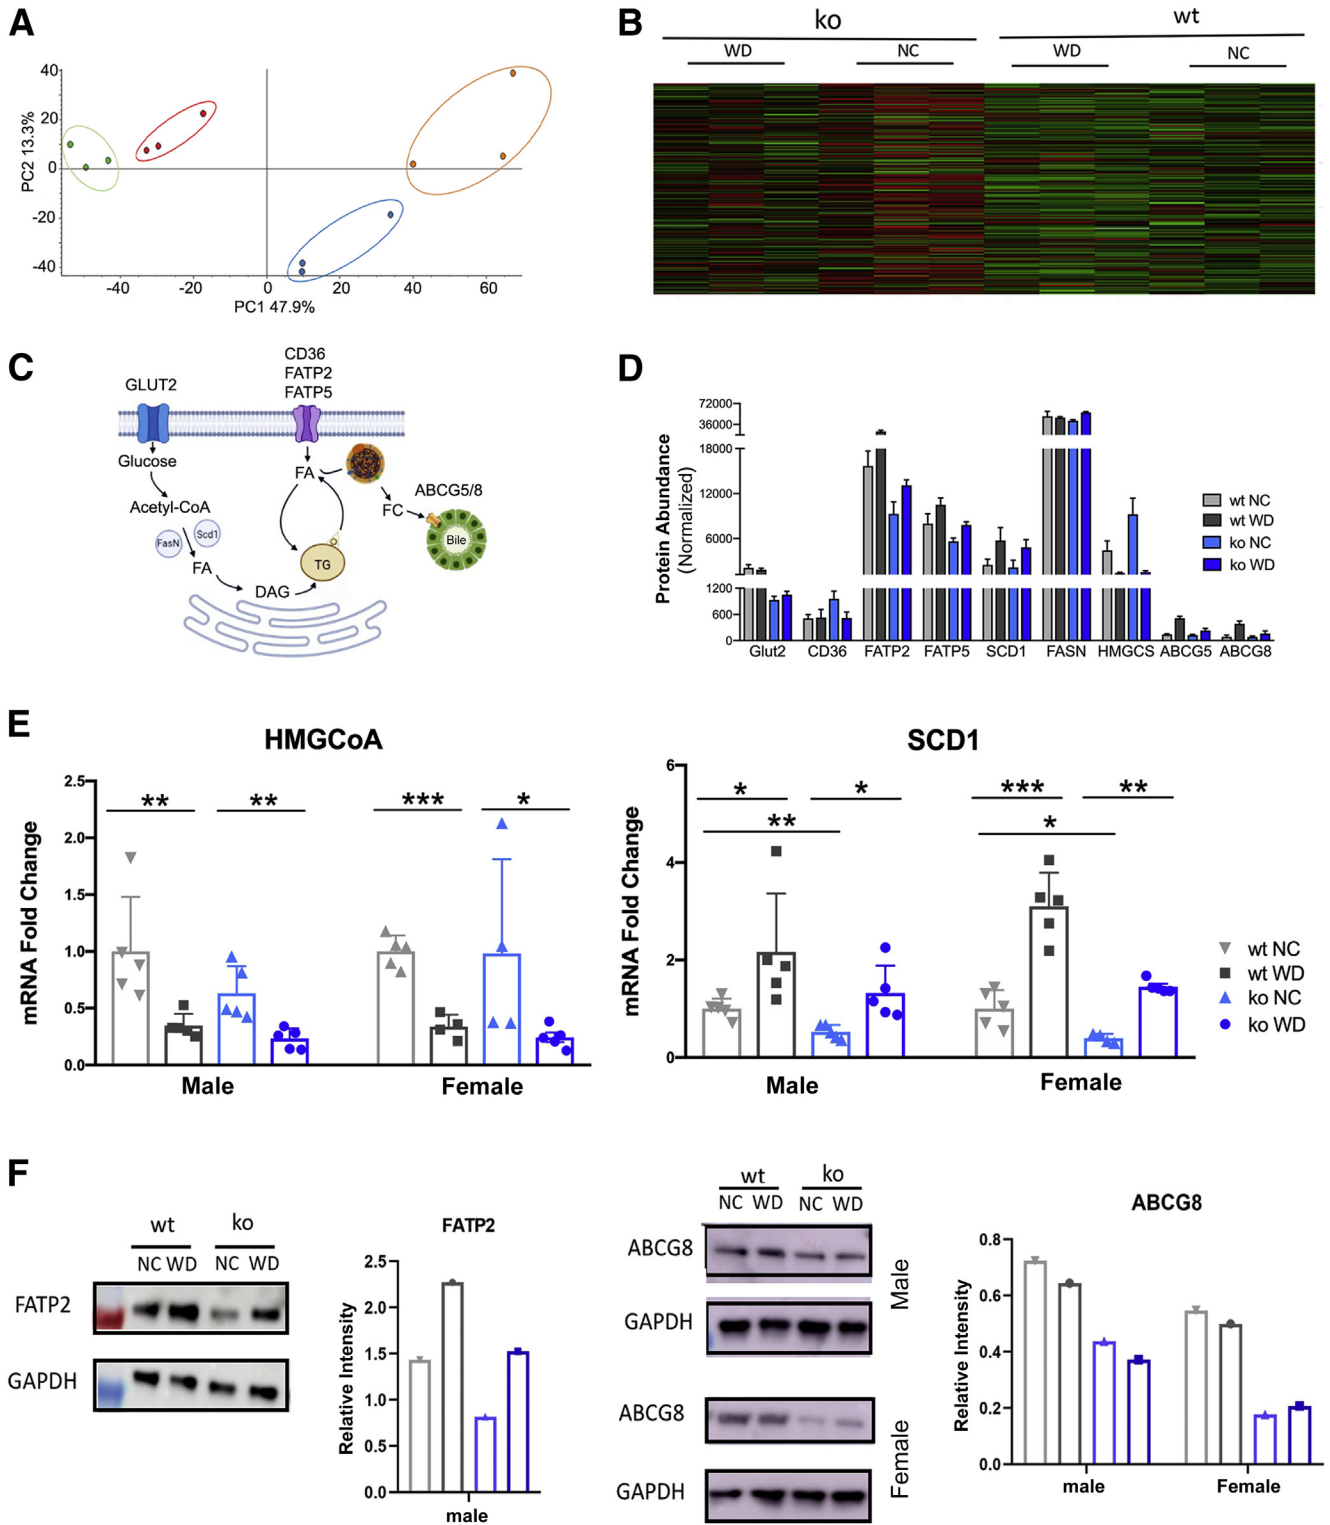 A
40
20
0
-20
-40
PC2 13.3%
-40
-20
0
20
40
60
PC1 47.9%
B
ko
wt
WD
NC
WD
NC
C
GLUT2
CD36
FATP2
FATP5
Glucose
FA
Acetyl-CoA
ABCG5/8
FC
FasN
Scd1
Bile
FA
TG
DAG
D
Protein Abundance
(Normalized)
72000
36000
18000
12000
6000
1200
600
0
Glut2
CD36
FATP2
FATP5
SCD1
FASN
HMGCS
ABCG5
ABCG8
wt NC
wt WD
ko NC
ko WD
E
HMGCoA
mRNA Fold Change
2.5
2.0
1.5
1.0
0.5
0.0
**
**
***
*
Male
Female
SCD1
mRNA Fold Change
6
4
2
0
*
*
**
***
**
*
Male
Female
wt NC
wt WD
ko NC
ko WD
F
wt
ko
NC WD
NC WD
FATP2
GAPDH
FATP2
Relative Intensity
2.5
2.0
1.5
1.0
0.5
0.0
male
wt
ko
NC WD
NC WD
ABCG8
GAPDH
Male
ABCG8
GAPDH
Female
ABCG8
Relative Intensity
0.8
0.6
0.4
0.2
0.0
male
Female